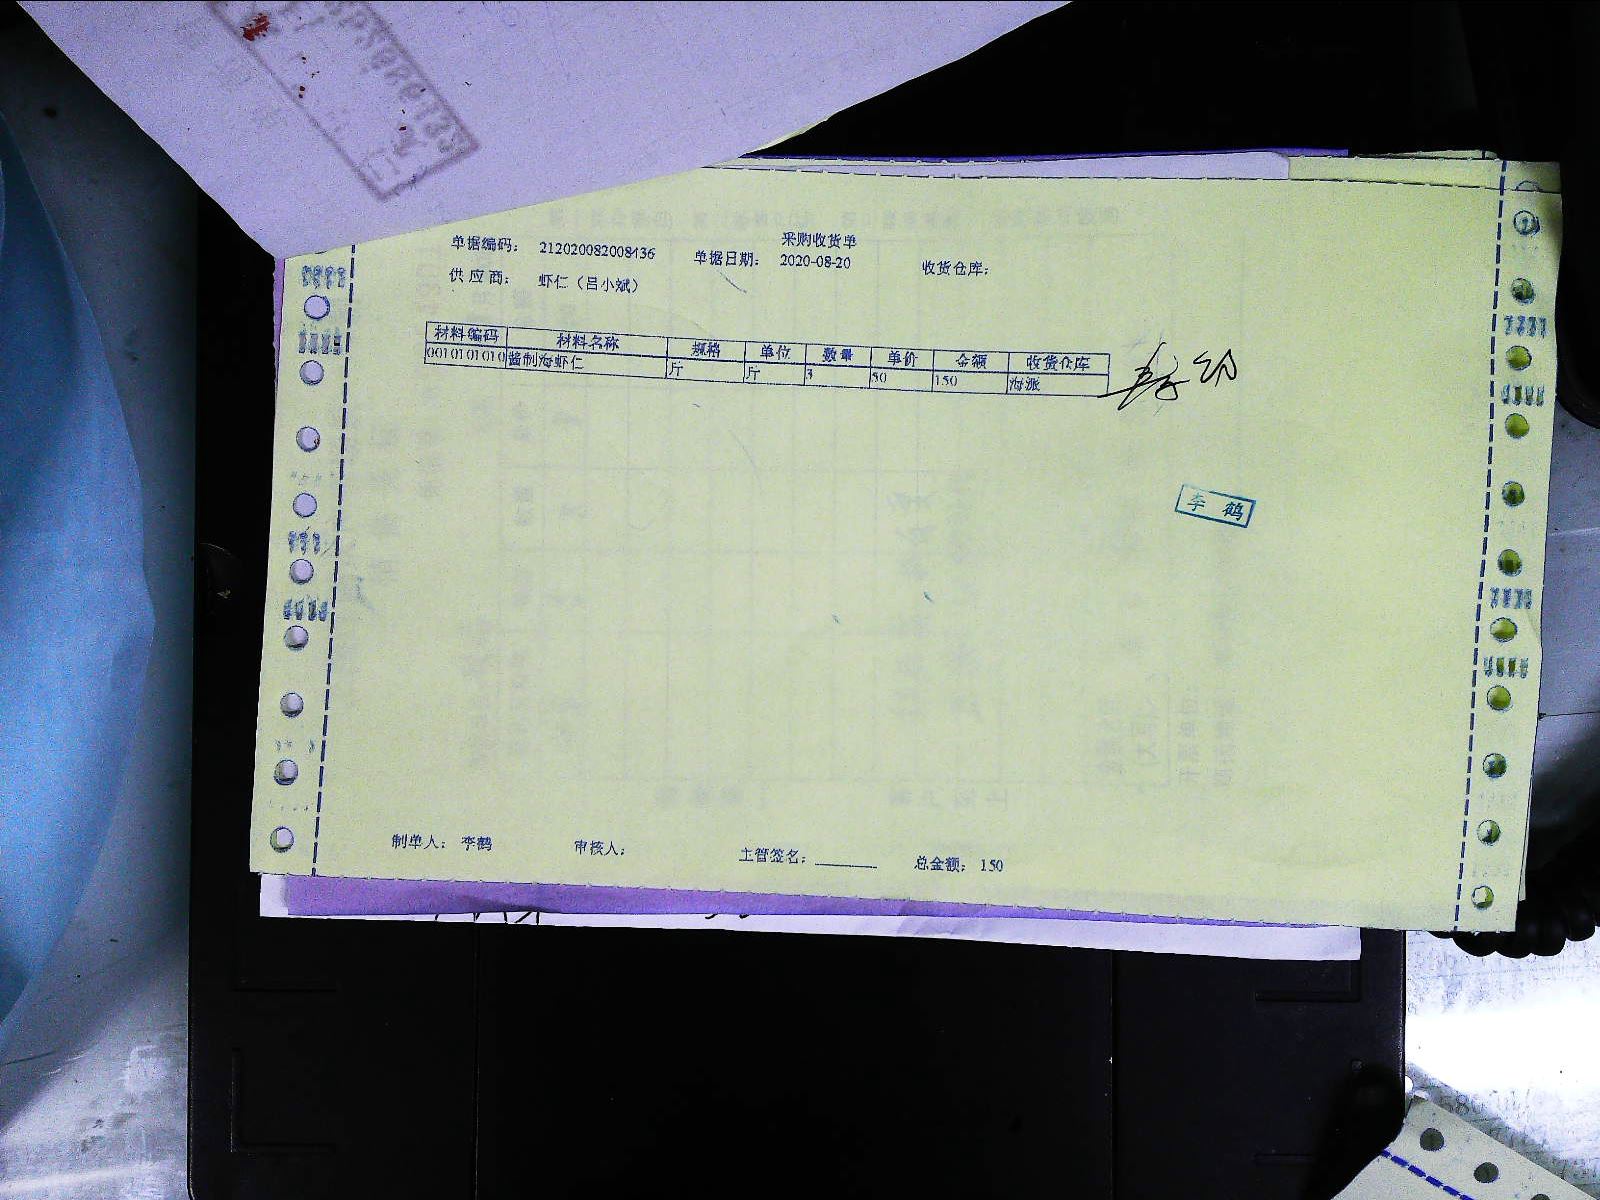 采购收货单
单据编码： 212020082008436 单据日期： 2020-08-20 收货仓库：
供应商： 虾仁（吕小斌）
材料编码 材料名称 规格 单位 数量 单价 金额 收货仓库
0010101010 酱制海虾仁 斤 斤 3 50 150 海派
李鹤
制单人： 李鹤 审核人： 主管签名： 总金额： 150